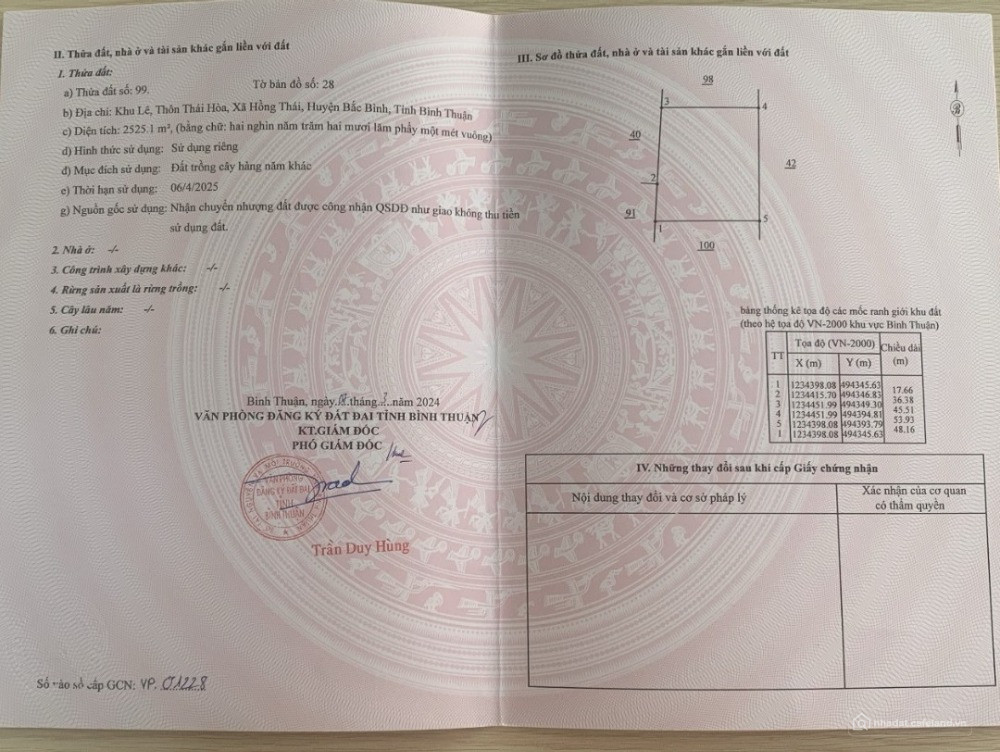 II. Thửa đất, nhà ở và tài sản khác gắn liền với đất
1. Thửa đất:
a) Thửa đất số: 99. Tờ bản đồ số: 28
b) Địa chỉ: Khu Lê, Thôn Thái Hòa, Xã Hồng Thái, Huyện Bắc Bình, Tỉnh Bình Thuận
c) Diện tích: 2525.1 m², (bằng chữ: hai nghìn năm trăm hai mươi lăm phẩy một mét vuông)
d) Hình thức sử dụng: Sử dụng riêng
đ) Mục đích sử dụng: Đất trồng cây hàng năm khác
e) Thời hạn sử dụng: 06/4/2025
g) Nguồn gốc sử dụng: Nhận chuyển nhượng đất được công nhận QSDĐ như giao không thu tiền
sử dụng đất.
2. Nhà ở: -/-
3. Công trình xây dựng khác: -/-
4. Rừng sản xuất là rừng trồng: -/-
5. Cây lâu năm: -/-
6. Ghi chú:
Bình Thuận, ngày 18 tháng năm 2024
VĂN PHÒNG ĐĂNG KÝ ĐẤT ĐAI TỈNH BÌNH THUẬN
KT.GIÁM ĐỐC
PHÓ GIÁM ĐỐC
VĂN PHÒNG
ĐĂNG KÝ ĐẤT ĐAI
TỈNH
BÌNH THUẬN
Trần Duy Hùng
Số vào sổ cấp GCN: VP. 01228
III. Sơ đồ thửa đất, nhà ở và tài sản khác gắn liền với đất
98
3 4
40
42
2
91
1 5
100
bảng thống kê tọa độ các mốc ranh giới khu đất
(theo hệ tọa độ VN-2000 khu vực Bình Thuận)
TT Tọa độ (VN-2000) Chiều dài (m)
X (m) Y (m)
1 1234398.08 494345.63
17.66
2 1234415.70 494346.83
36.38
3 1234451.99 494349.30
45.51
4 1234451.99 494394.81
53.93
5 1234398.08 494393.79
48.16
1 1234398.08 494345.63
IV. Những thay đổi sau khi cấp Giấy chứng nhận
Nội dung thay đổi và cơ sở pháp lý
Xác nhận của cơ quan
có thẩm quyền
nhadat.cafeland.vn